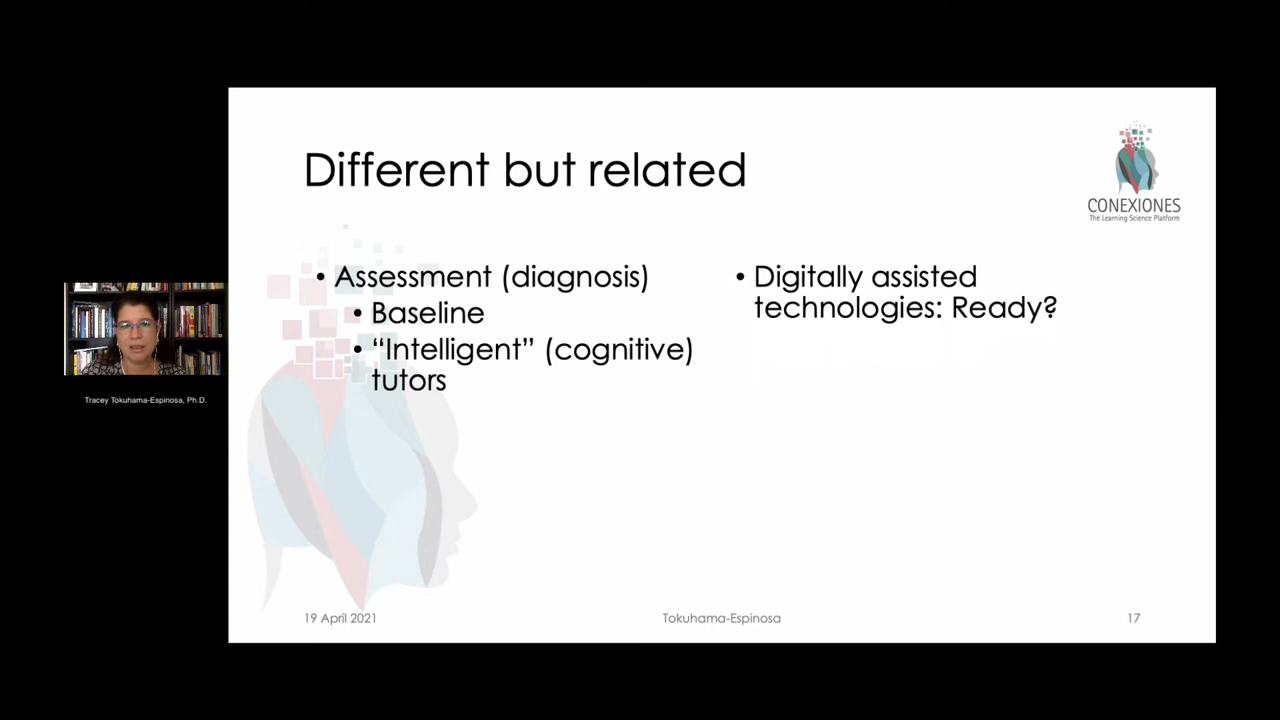 Different but related
CONEXIONES
The Learning Science Platform
• Assessment (diagnosis)
• Baseline
• “Intelligent” (cognitive)
tutors
• Digitally assisted
technologies: Ready?
Tracey Tokuhama-Espinosa, Ph.D.
19 April 2021
Tokuhama-Espinosa
17